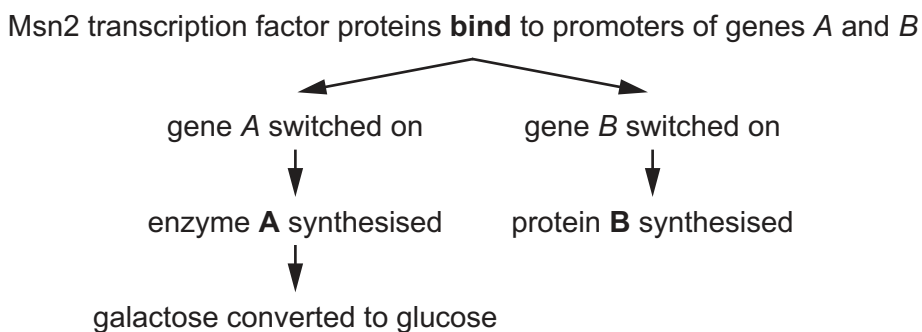 Msn2 transcription factor proteins bind to promoters of genes A and B
gene A switched on
gene B switched on
enzyme A synthesised
protein B synthesised
galactose converted to glucose